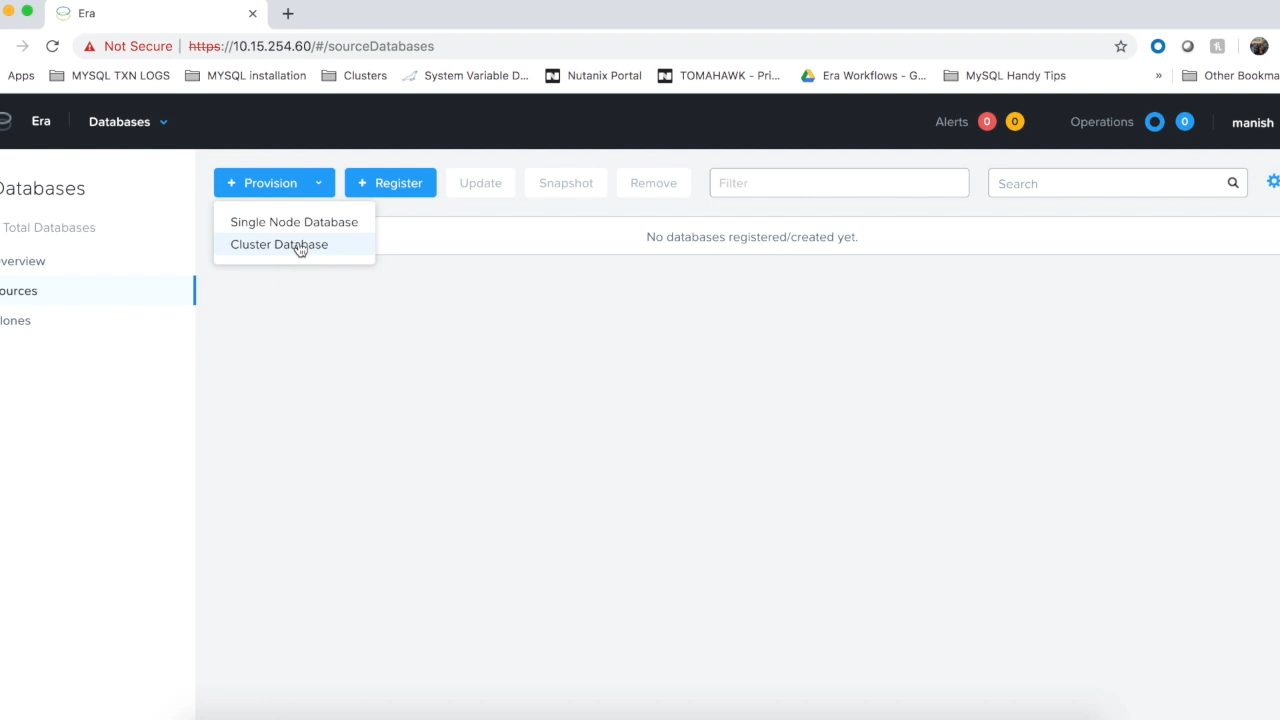 Era
Not Secure https://10.15.254.60/#/sourceDatabases
Apps MYSQL TXN LOGS MYSQL installation Clusters System Variable D... Nutanix Portal TOMAHAWK - Pri... Era Workflows - G... MySQL Handy Tips » Other Bookma
Era Databases Alerts 0 0 Operations 0 manish
atabases
+ Provision + Register Update Snapshot Remove Filter Search
Total Databases
Single Node Database
No databases registered/created yet.
Cluster Database
verview
ources
lones